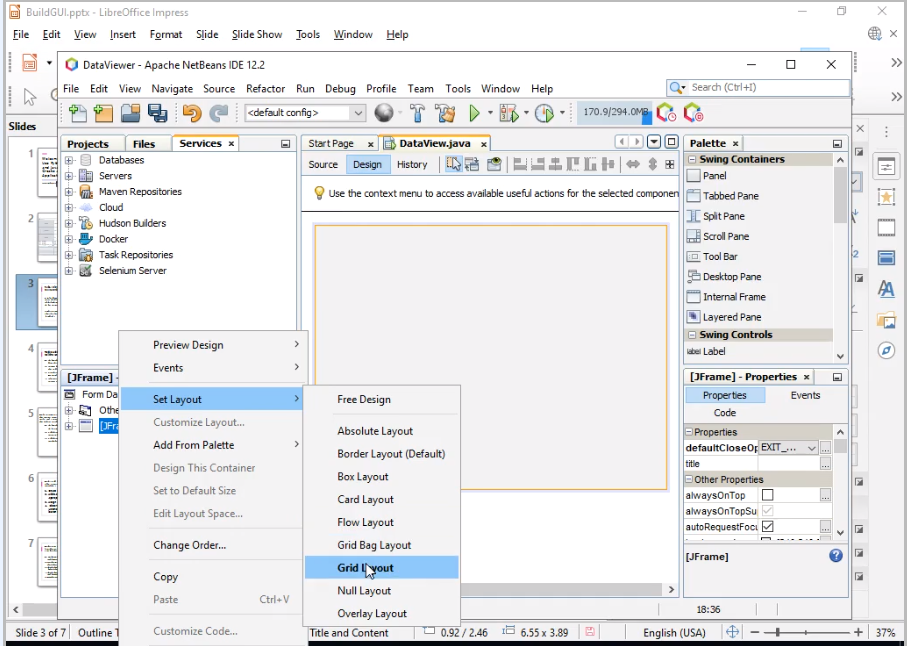 BuildGUI.pptx - LibreOffice Impress
File Edit View Insert Format Slide Slide Show Tools Window Help
DataViewer - Apache NetBeans IDE 12.2
File Edit View Navigate Source Refactor Run Debug Profile Team Tools Window Help
Search (Ctrl+I)
<default config>
170.9/294.0MB
Slides
1
2
3
4
5
6
7
Projects Files Services
Databases
Servers
Maven Repositories
Cloud
Hudson Builders
Docker
Task Repositories
Selenium Server
Start Page DataView.java
Source Design History
Use the context menu to access available useful actions for the selected componen
Palette
Swing Containers
Panel
Tabbed Pane
Split Pane
Scroll Pane
Tool Bar
Desktop Pane
Internal Frame
Layered Pane
Swing Controls
label Label
[JFrame]
Form Da
Othe
[JFra
Preview Design
Events
Set Layout
Customize Layout...
Add From Palette
Design This Container
Set to Default Size
Edit Layout Space...
Change Order...
Copy
Paste Ctrl+V
Customize Code...
Free Design
Absolute Layout
Border Layout (Default)
Box Layout
Card Layout
Flow Layout
Grid Bag Layout
Grid Layout
Null Layout
Overlay Layout
[JFrame] - Properties
Properties Events
Code
Properties
defaultCloseOp EXIT_... ...
title ...
Other Properties
alwaysOnTop ...
alwaysOnTopSu
autoRequestFocu ...
[JFrame]
18:36
Slide 3 of 7 Outline T Title and Content 0.92 / 2.46 6.55 x 3.89 English (USA) 37%